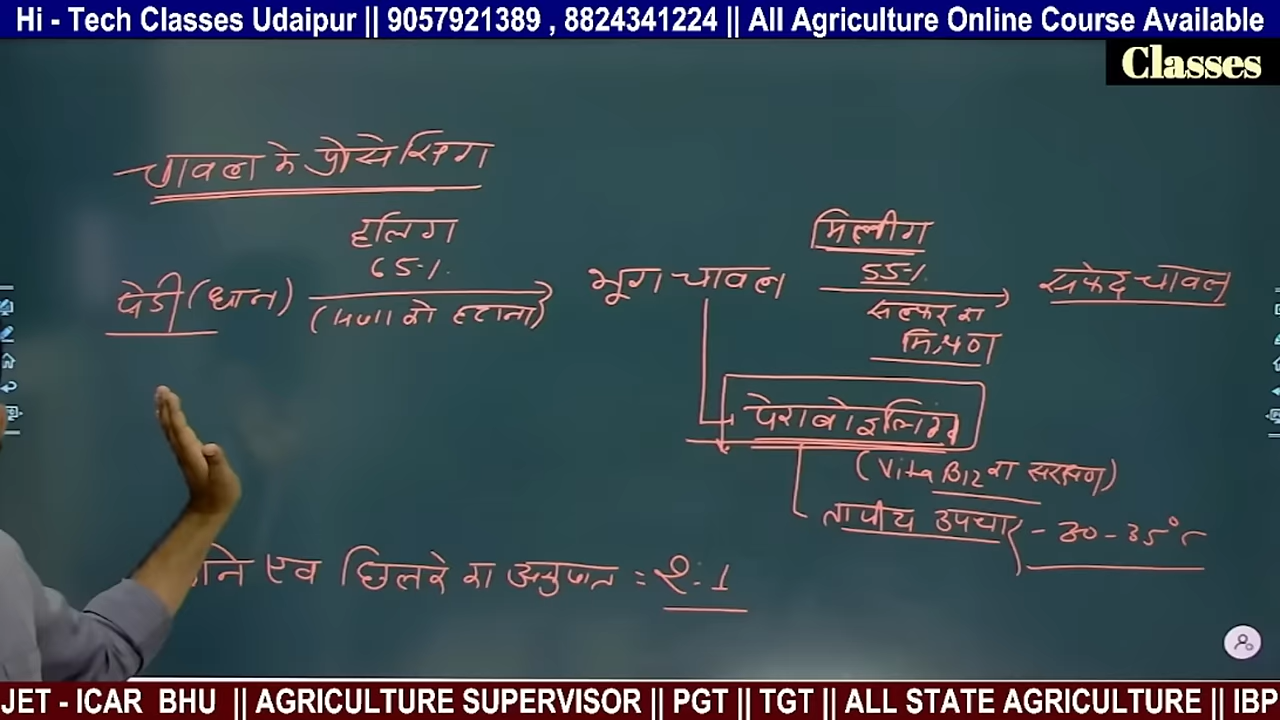 Hi - Tech Classes Udaipur || 9057921389 , 8824341224 || All Agriculture Online Course Available
Classes
चावल के प्रोसेसिंग
हलिंग
65%
पेडी (धान)
भूरा चावल
को हटाना)
मिल्लीग
55%
सफेद चावल
सल्फर का
मिश्रण
पेराबोइलिंग
(Vita B12 का सरक्षण)
तापीय उपचार - 30-35°c
एव छिलके का अनुपात = 2:1
JET - ICAR BHU || AGRICULTURE SUPERVISOR || PGT || TGT || ALL STATE AGRICULTURE || IBP